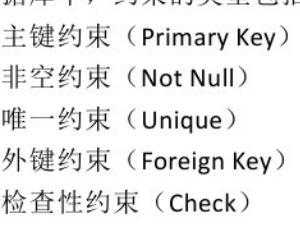 主键约束（Primary Key）
非空约束（Not Null）
唯一约束（Unique）
外键约束（Foreign Key）
检查性约束（Check）